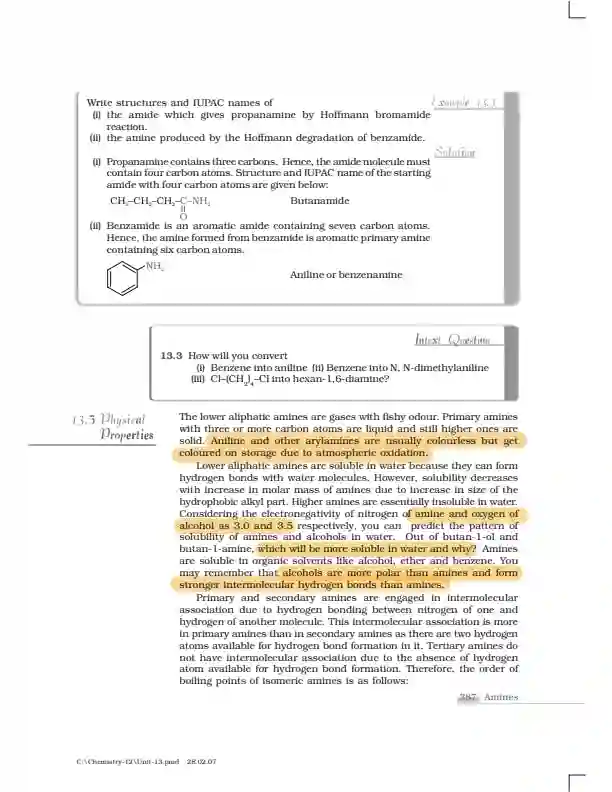 Write structures and IUPAC names of
Example 13.3
(i) the amide which gives propanamine by Hoffmann bromamide
reaction.
(ii) the amine produced by the Hoffmann degradation of benzamide.
Solution
(i) Propanamine contains three carbons. Hence, the amide molecule must
contain four carbon atoms. Structure and IUPAC name of the starting
amide with four carbon atoms are given below:
CH₃–CH₂–CH₂–C–NH₂ Butanamide
O
(ii) Benzamide is an aromatic amide containing seven carbon atoms.
Hence, the amine formed from benzamide is aromatic primary amine
containing six carbon atoms.
NH₂
Aniline or benzenamine
Intext Question
13.3 How will you convert
(i) Benzene into aniline (ii) Benzene into N, N-dimethylaniline
(iii) Cl–(CH₂)₄–Cl into hexan-1,6-diamine?
13.5 Physical
Properties
The lower aliphatic amines are gases with fishy odour. Primary amines
with three or more carbon atoms are liquid and still higher ones are
solid. Aniline and other arylamines are usually colourless but get
coloured on storage due to atmospheric oxidation.
Lower aliphatic amines are soluble in water because they can form
hydrogen bonds with water molecules. However, solubility decreases
with increase in molar mass of amines due to increase in size of the
hydrophobic alkyl part. Higher amines are essentially insoluble in water.
Considering the electronegativity of nitrogen of amine and oxygen of
alcohol as 3.0 and 3.5 respectively, you can predict the pattern of
solubility of amines and alcohols in water. Out of butan-1-ol and
butan-1-amine, which will be more soluble in water and why? Amines
are soluble in organic solvents like alcohol, ether and benzene. You
may remember that alcohols are more polar than amines and form
stronger intermolecular hydrogen bonds than amines.
Primary and secondary amines are engaged in intermolecular
association due to hydrogen bonding between nitrogen of one and
hydrogen of another molecule. This intermolecular association is more
in primary amines than in secondary amines as there are two hydrogen
atoms available for hydrogen bond formation in it. Tertiary amines do
not have intermolecular association due to the absence of hydrogen
atom available for hydrogen bond formation. Therefore, the order of
boiling points of isomeric amines is as follows:
387 Amines
C:\Chemistry-12\Unit-13.pmd 28.02.07